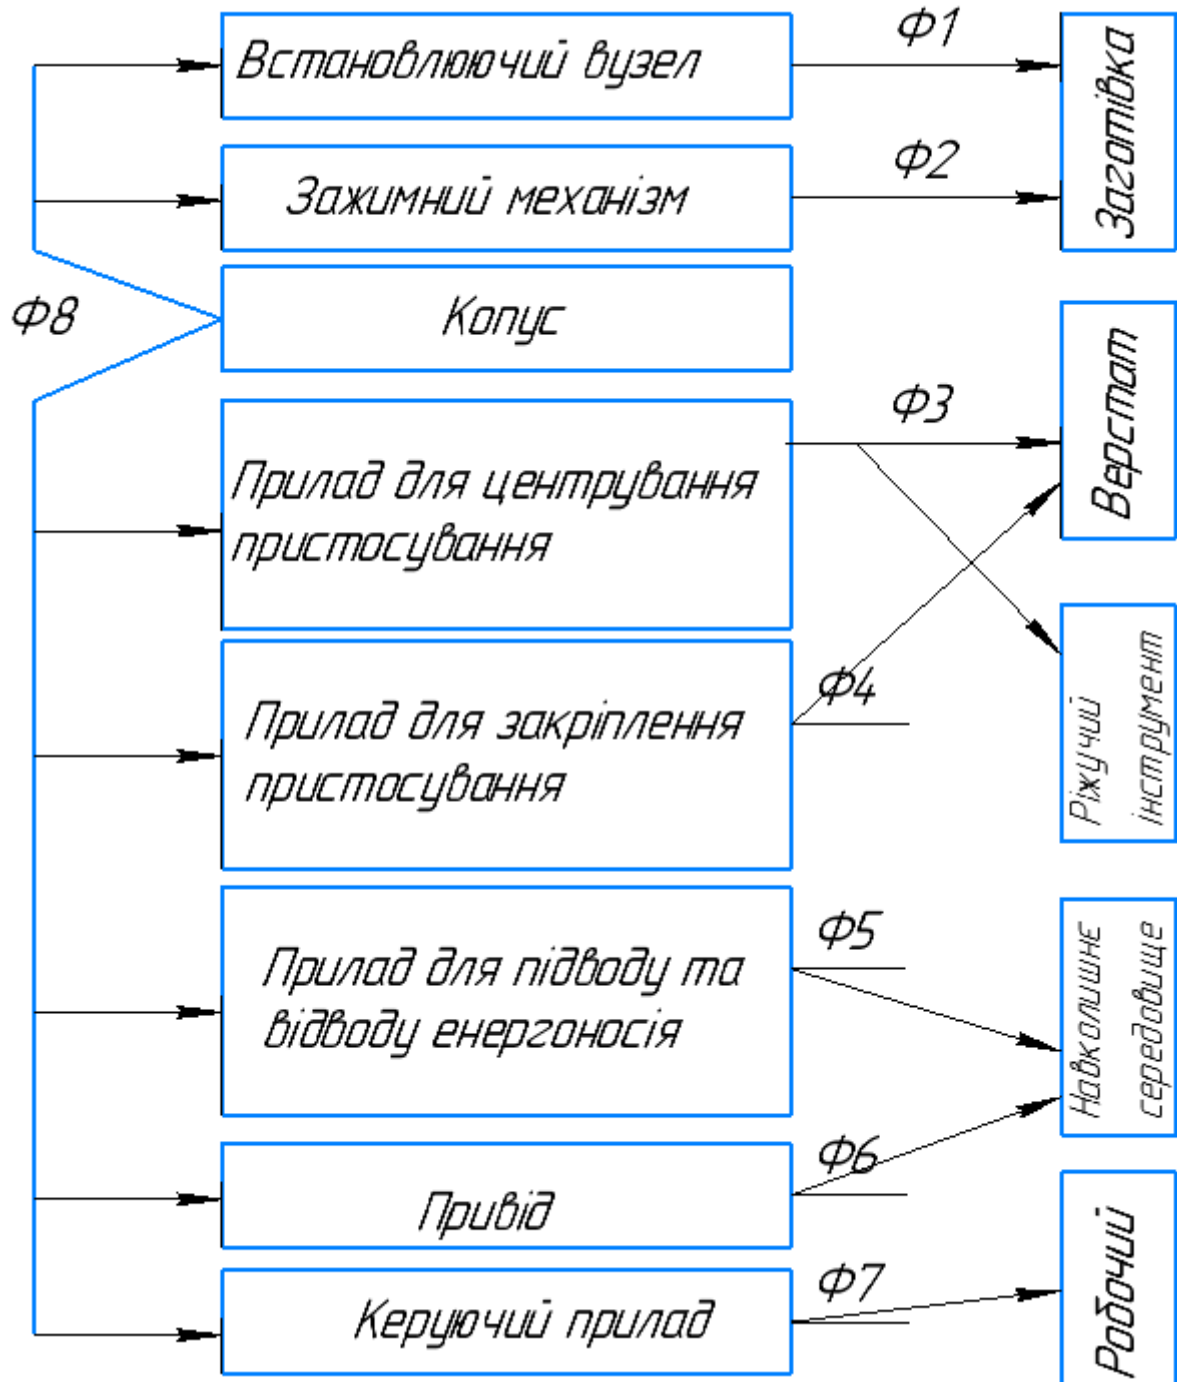 Встановлюючий вузел
Зажимний механізм
Копус
Прилад для центрування
пристосування
Прилад для закріплення
пристосування
Прилад для підводу та
відводу енергоносія
Привід
Керуючий прилад
Ф8
Ф1
Ф2
Ф3
Ф4
Ф5
Ф6
Ф7
Заготівка
Верстат
Ріжучий
інструмент
Навколишнє
середовище
Робочий